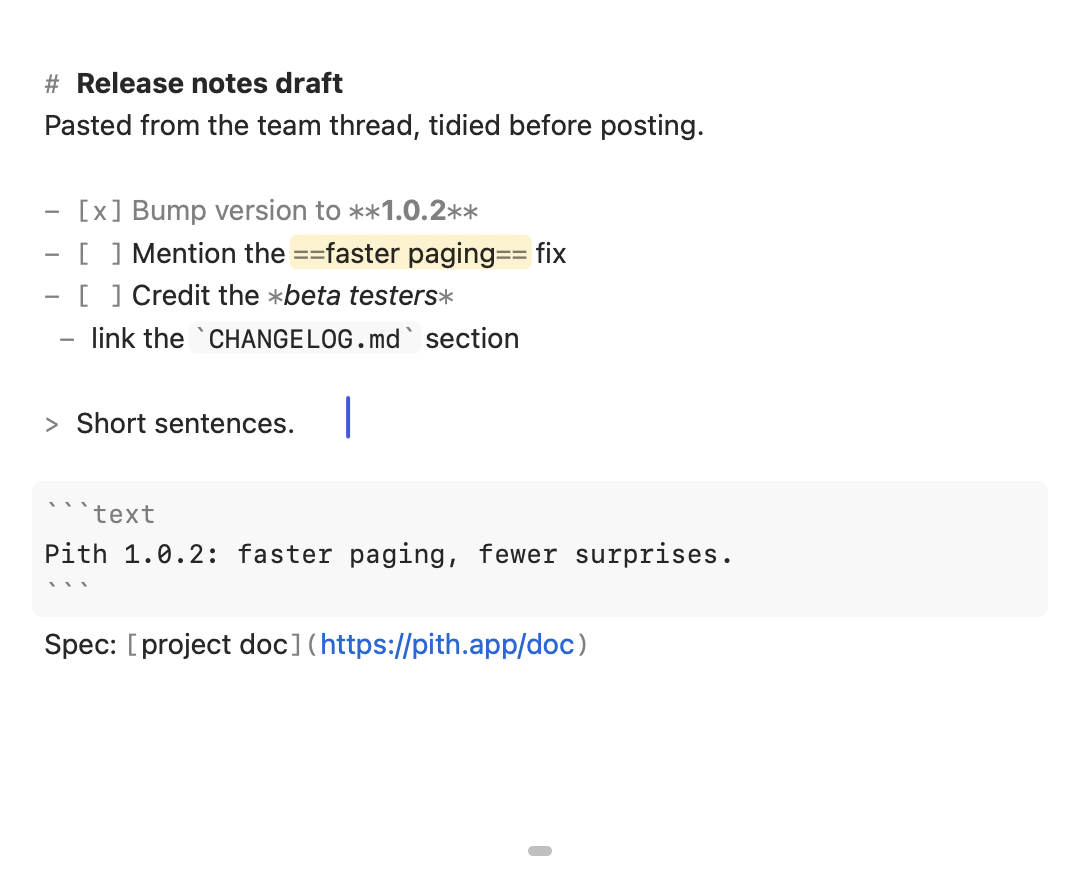 # Release notes draft
Pasted from the team thread, tidied before posting.
– [x] Bump version to **1.0.2**
– [ ] Mention the ==faster paging== fix
– [ ] Credit the *beta testers*
– link the `CHANGELOG.md` section
> Short sentences.
```text
Pith 1.0.2: faster paging, fewer surprises.
```
Spec: [project doc](https://pith.app/doc)